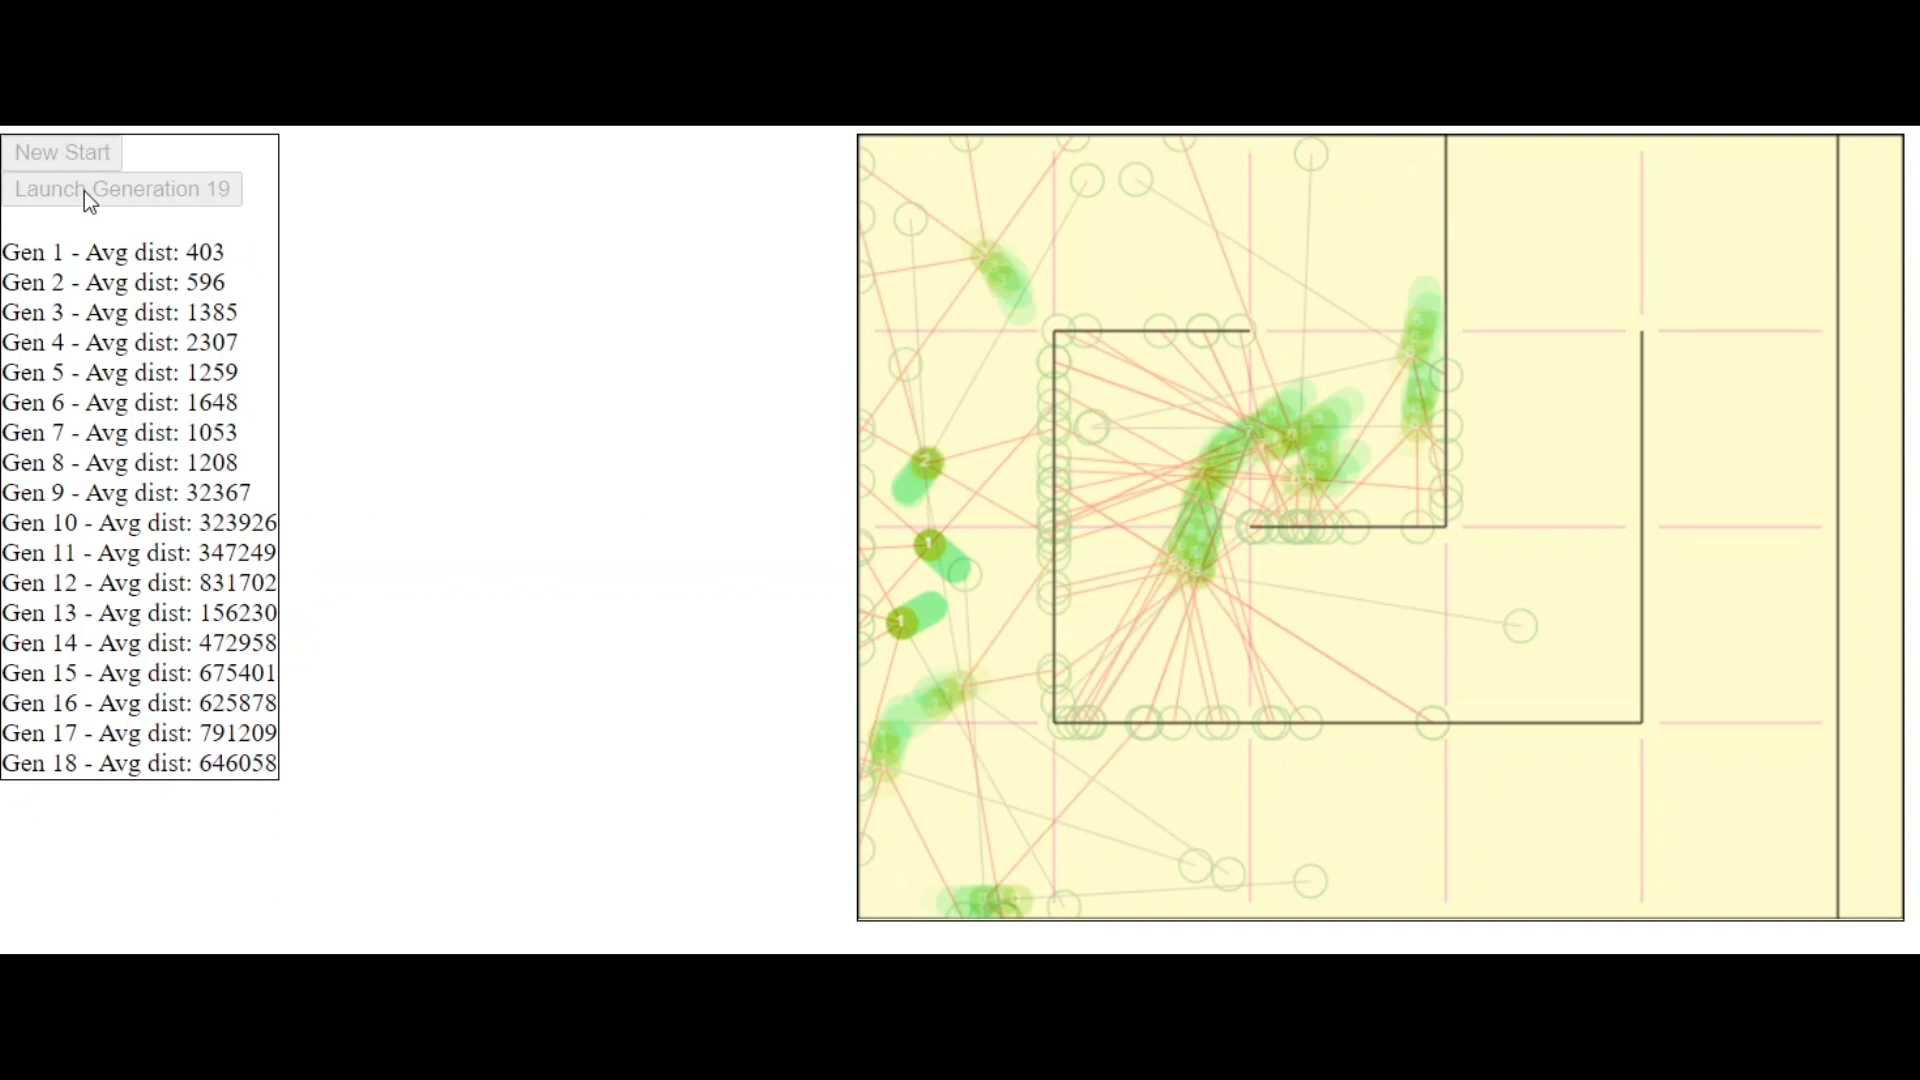 New Start
Launch Generation 19
Gen 1 - Avg dist: 403
Gen 2 - Avg dist: 596
Gen 3 - Avg dist: 1385
Gen 4 - Avg dist: 2307
Gen 5 - Avg dist: 1259
Gen 6 - Avg dist: 1648
Gen 7 - Avg dist: 1053
Gen 8 - Avg dist: 1208
Gen 9 - Avg dist: 32367
Gen 10 - Avg dist: 323926
Gen 11 - Avg dist: 347249
Gen 12 - Avg dist: 831702
Gen 13 - Avg dist: 156230
Gen 14 - Avg dist: 472958
Gen 15 - Avg dist: 675401
Gen 16 - Avg dist: 625878
Gen 17 - Avg dist: 791209
Gen 18 - Avg dist: 646058
2
1
1